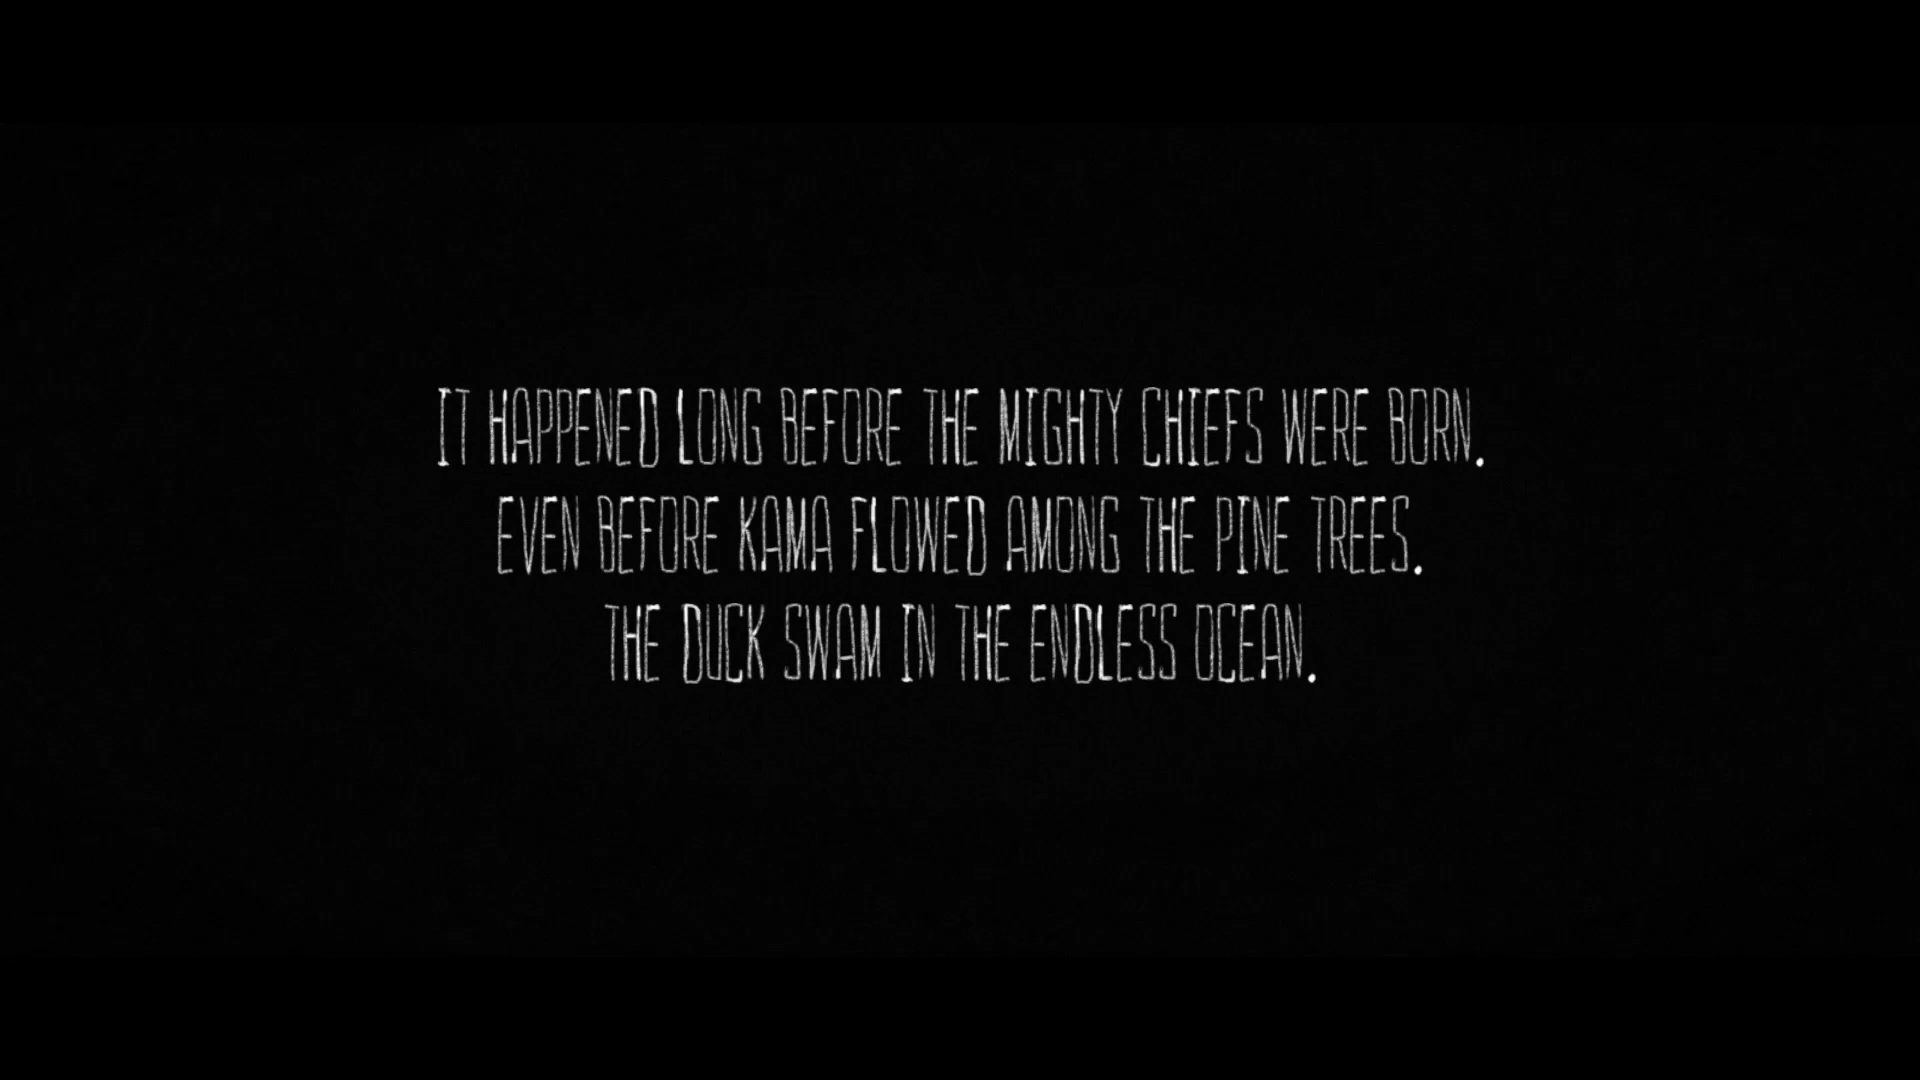 IT HAPPENED LONG BEFORE THE MIGHTY CHIEFS WERE BORN.
EVEN BEFORE KAMA FLOWED AMONG THE PINE TREES.
THE DUCK SWAM IN THE ENDLESS OCEAN.